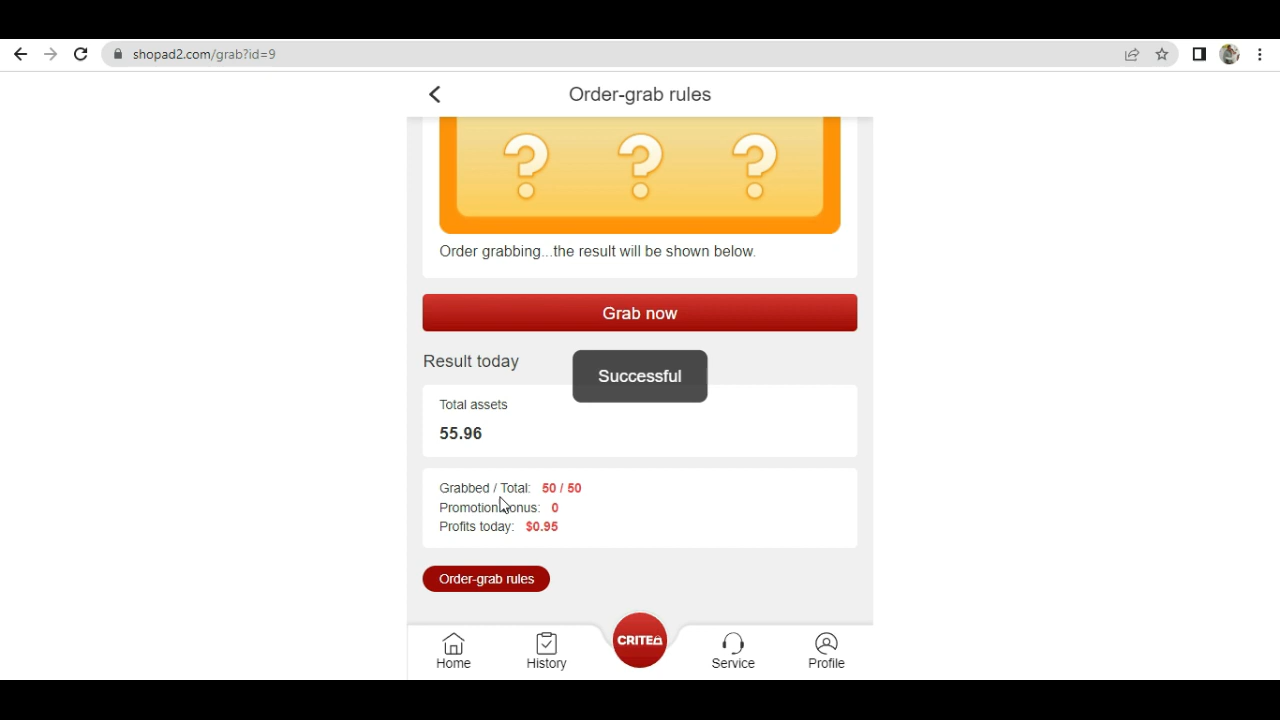 shopad2.com/grab?id=9
Order-grab rules
? ? ?
Order grabbing...the result will be shown below.
Grab now
Result today
Successful
Total assets
55.96
Grabbed / Total: 50 / 50
Promotion bonus: 0
Profits today: $0.95
Order-grab rules
CRITEO
Home
History
Service
Profile